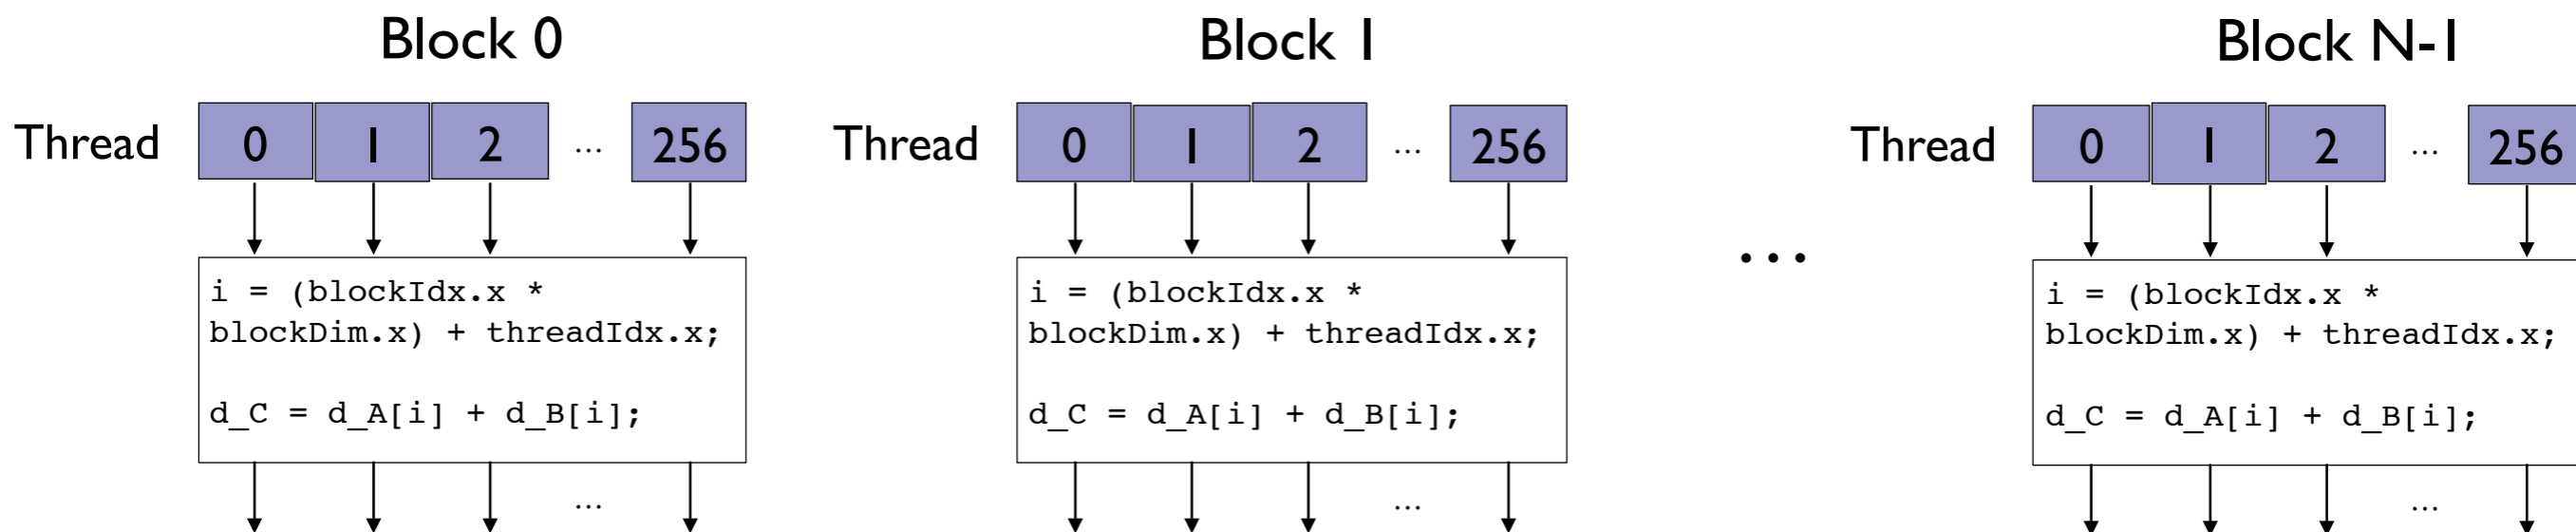 Block 0
Thread 0 1 2 ... 256
i = (blockIdx.x *
blockDim.x) + threadIdx.x;
d_C = d_A[i] + d_B[i];
...
Block 1
Thread 0 1 2 ... 256
i = (blockIdx.x *
blockDim.x) + threadIdx.x;
d_C = d_A[i] + d_B[i];
...
...
Block N-1
Thread 0 1 2 ... 256
i = (blockIdx.x *
blockDim.x) + threadIdx.x;
d_C = d_A[i] + d_B[i];
...